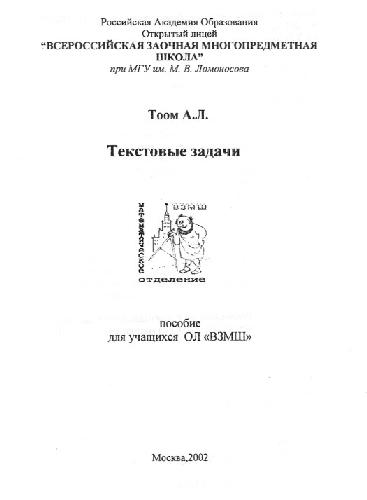 Российская Академия Образования
Открытый лицей
“ВСЕРОССИЙСКАЯ ЗАОЧНАЯ МНОГОПРЕДМЕТНАЯ
ШКОЛА”
при МГУ им. М. В. Ломоносова
Тоом А.Л.
Текстовые задачи
ВЗМШ
отделение
пособие
для учащихся ОЛ «ВЗМШ»
Москва,2002